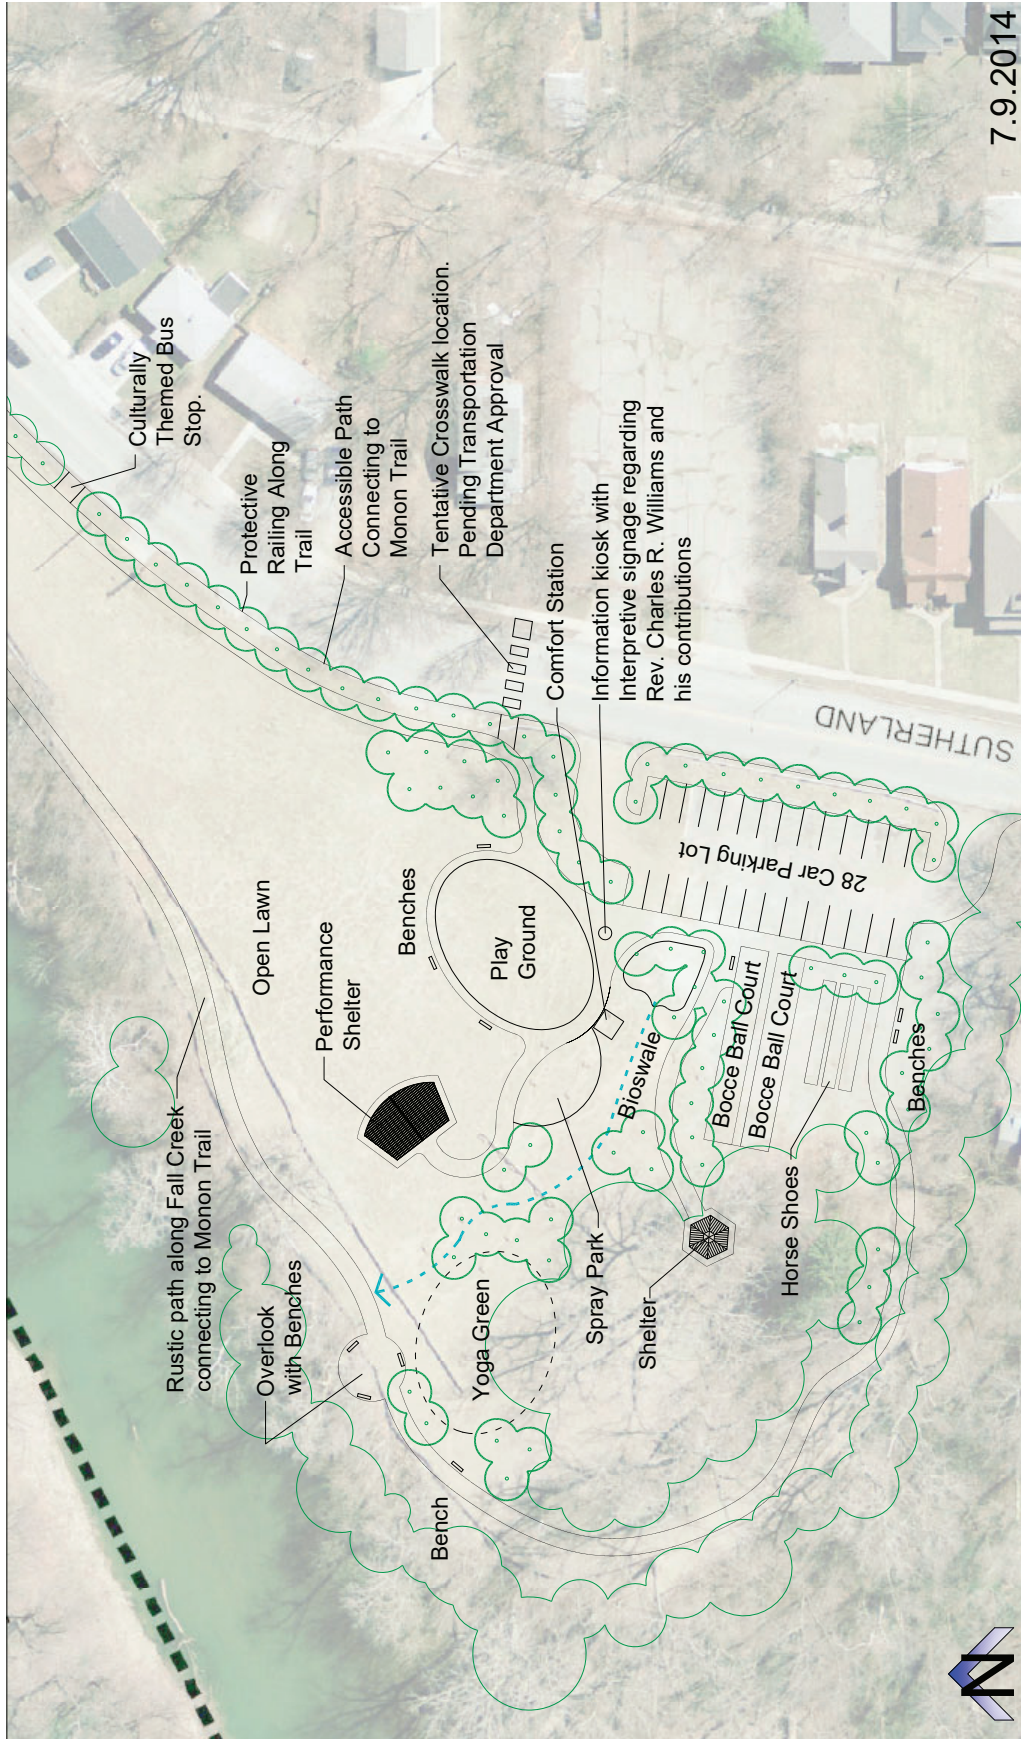 7.9.2014
Culturally
Themed Bus
Stop.
Protective
Railing Along
Trail
Accessible Path
Connecting to
Monon Trail
Tentative Crosswalk location.
Pending Transportation
Department Approval
Comfort Station
Information kiosk with
Interpretive signage regarding
Rev. Charles R. Williams and
his contributions
SUTHERLAND
28 Car Parking Lot
Open Lawn
Benches
Performance
Shelter
Play
Ground
Rustic path along Fall Creek
connecting to Monon Trail
Overlook
with Benches
Bioswale
Bocce Ball Court
Bocce Ball Court
Benches
Yoga Green
Spray Park
Shelter
Horse Shoes
Bench
N